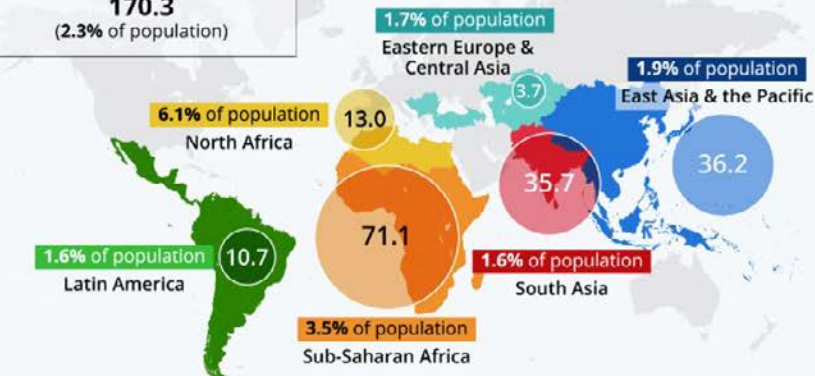 170.3
(2.3% of population)
1.7% of population
Eastern Europe &
Central Asia
3.7
1.9% of population
East Asia & the Pacific
36.2
6.1% of population
North Africa
13.0
35.7
71.1
1.6% of population
Latin America
10.7
1.6% of population
South Asia
3.5% of population
Sub-Saharan Africa